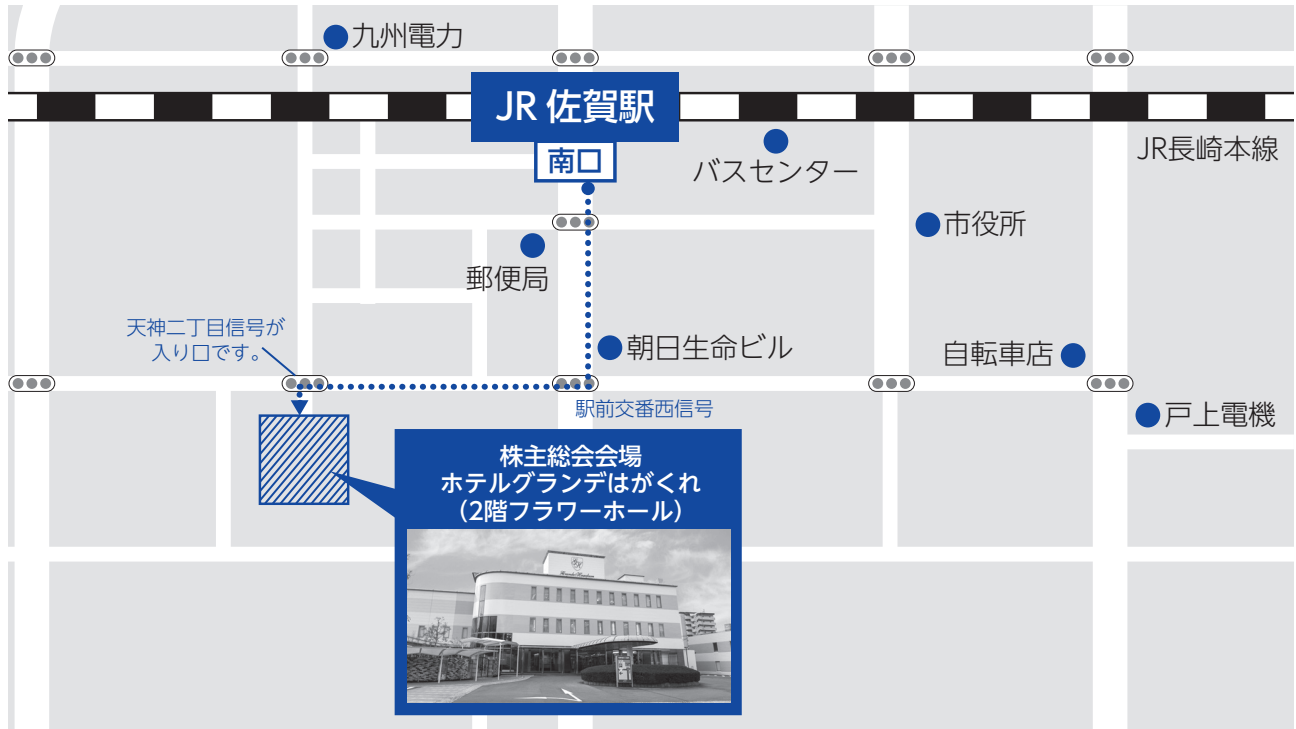 九州電力
JR 佐賀駅
南口
JR長崎本線
バスセンター
市役所
郵便局
天神二丁目信号が
入り口です。
朝日生命ビル
自転車店
駅前交番西信号
戸上電機
株主総会会場
ホテルグランデはがくれ
（2階フラワーホール）